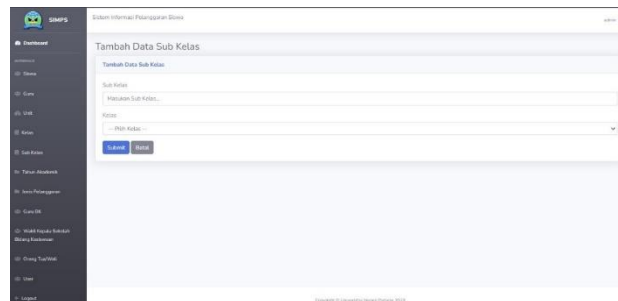 SIMPS
Sistem Informasi Pelanggaran Siswa
admin
Dashboard
Siswa
Guru
Unit
Kelas
Sub Kelas
Tahun Akademik
Jenis Pelanggaran
Guru BK
Wakil Kepala Sekolah
Bidang Kesiswaan
Orang Tua/Wali
User
Logout
Tambah Data Sub Kelas
Tambah Data Sub Kelas
Sub Kelas
Masukan Sub Kelas...
Kelas
-- Pilih Kelas --
Submit
Batal